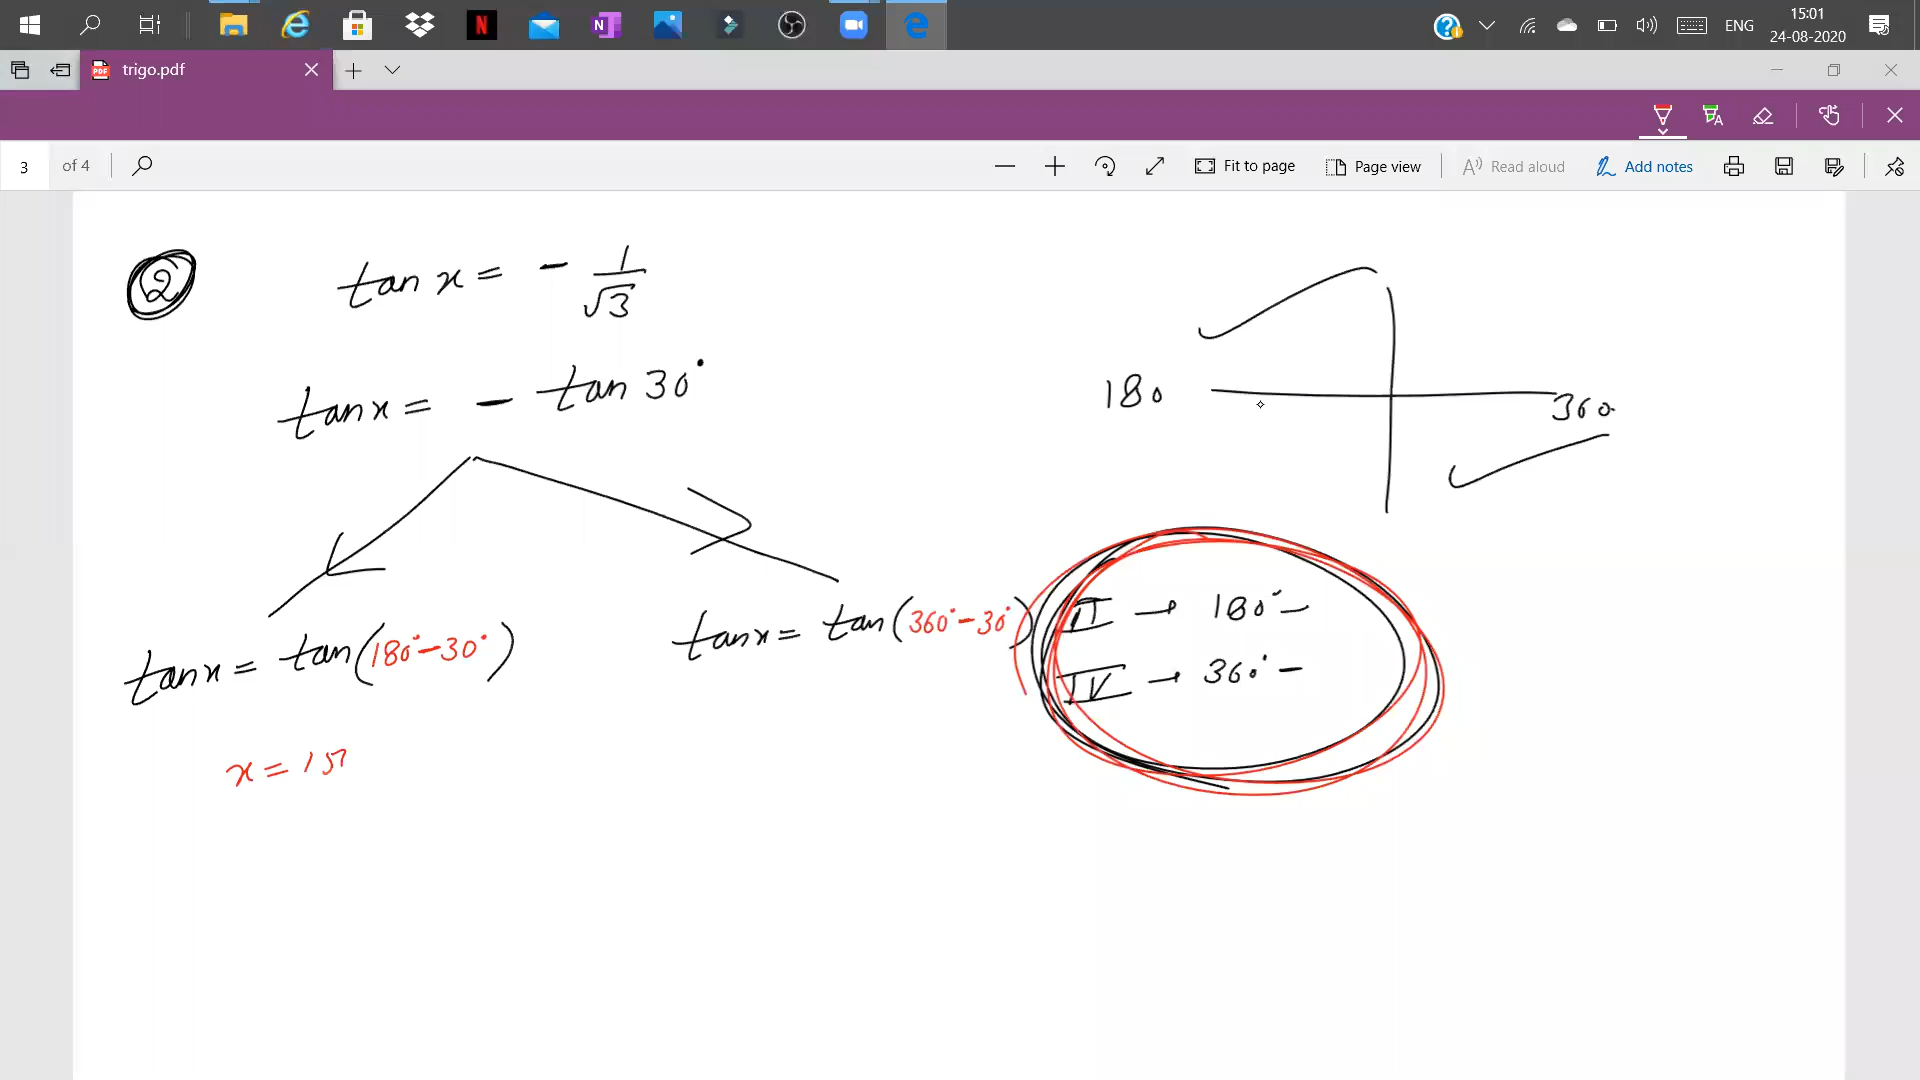 ENG
15:01
24-08-2020
trigo.pdf
3 of 4
Fit to page
Page view
Read aloud
Add notes
② tan x = - 1/√3
tan x = - tan 30°
180 360
tan x = tan(180°-30°)
tan x = tan(360°-30°)
II → 180° -
IV → 360° -
x = 15